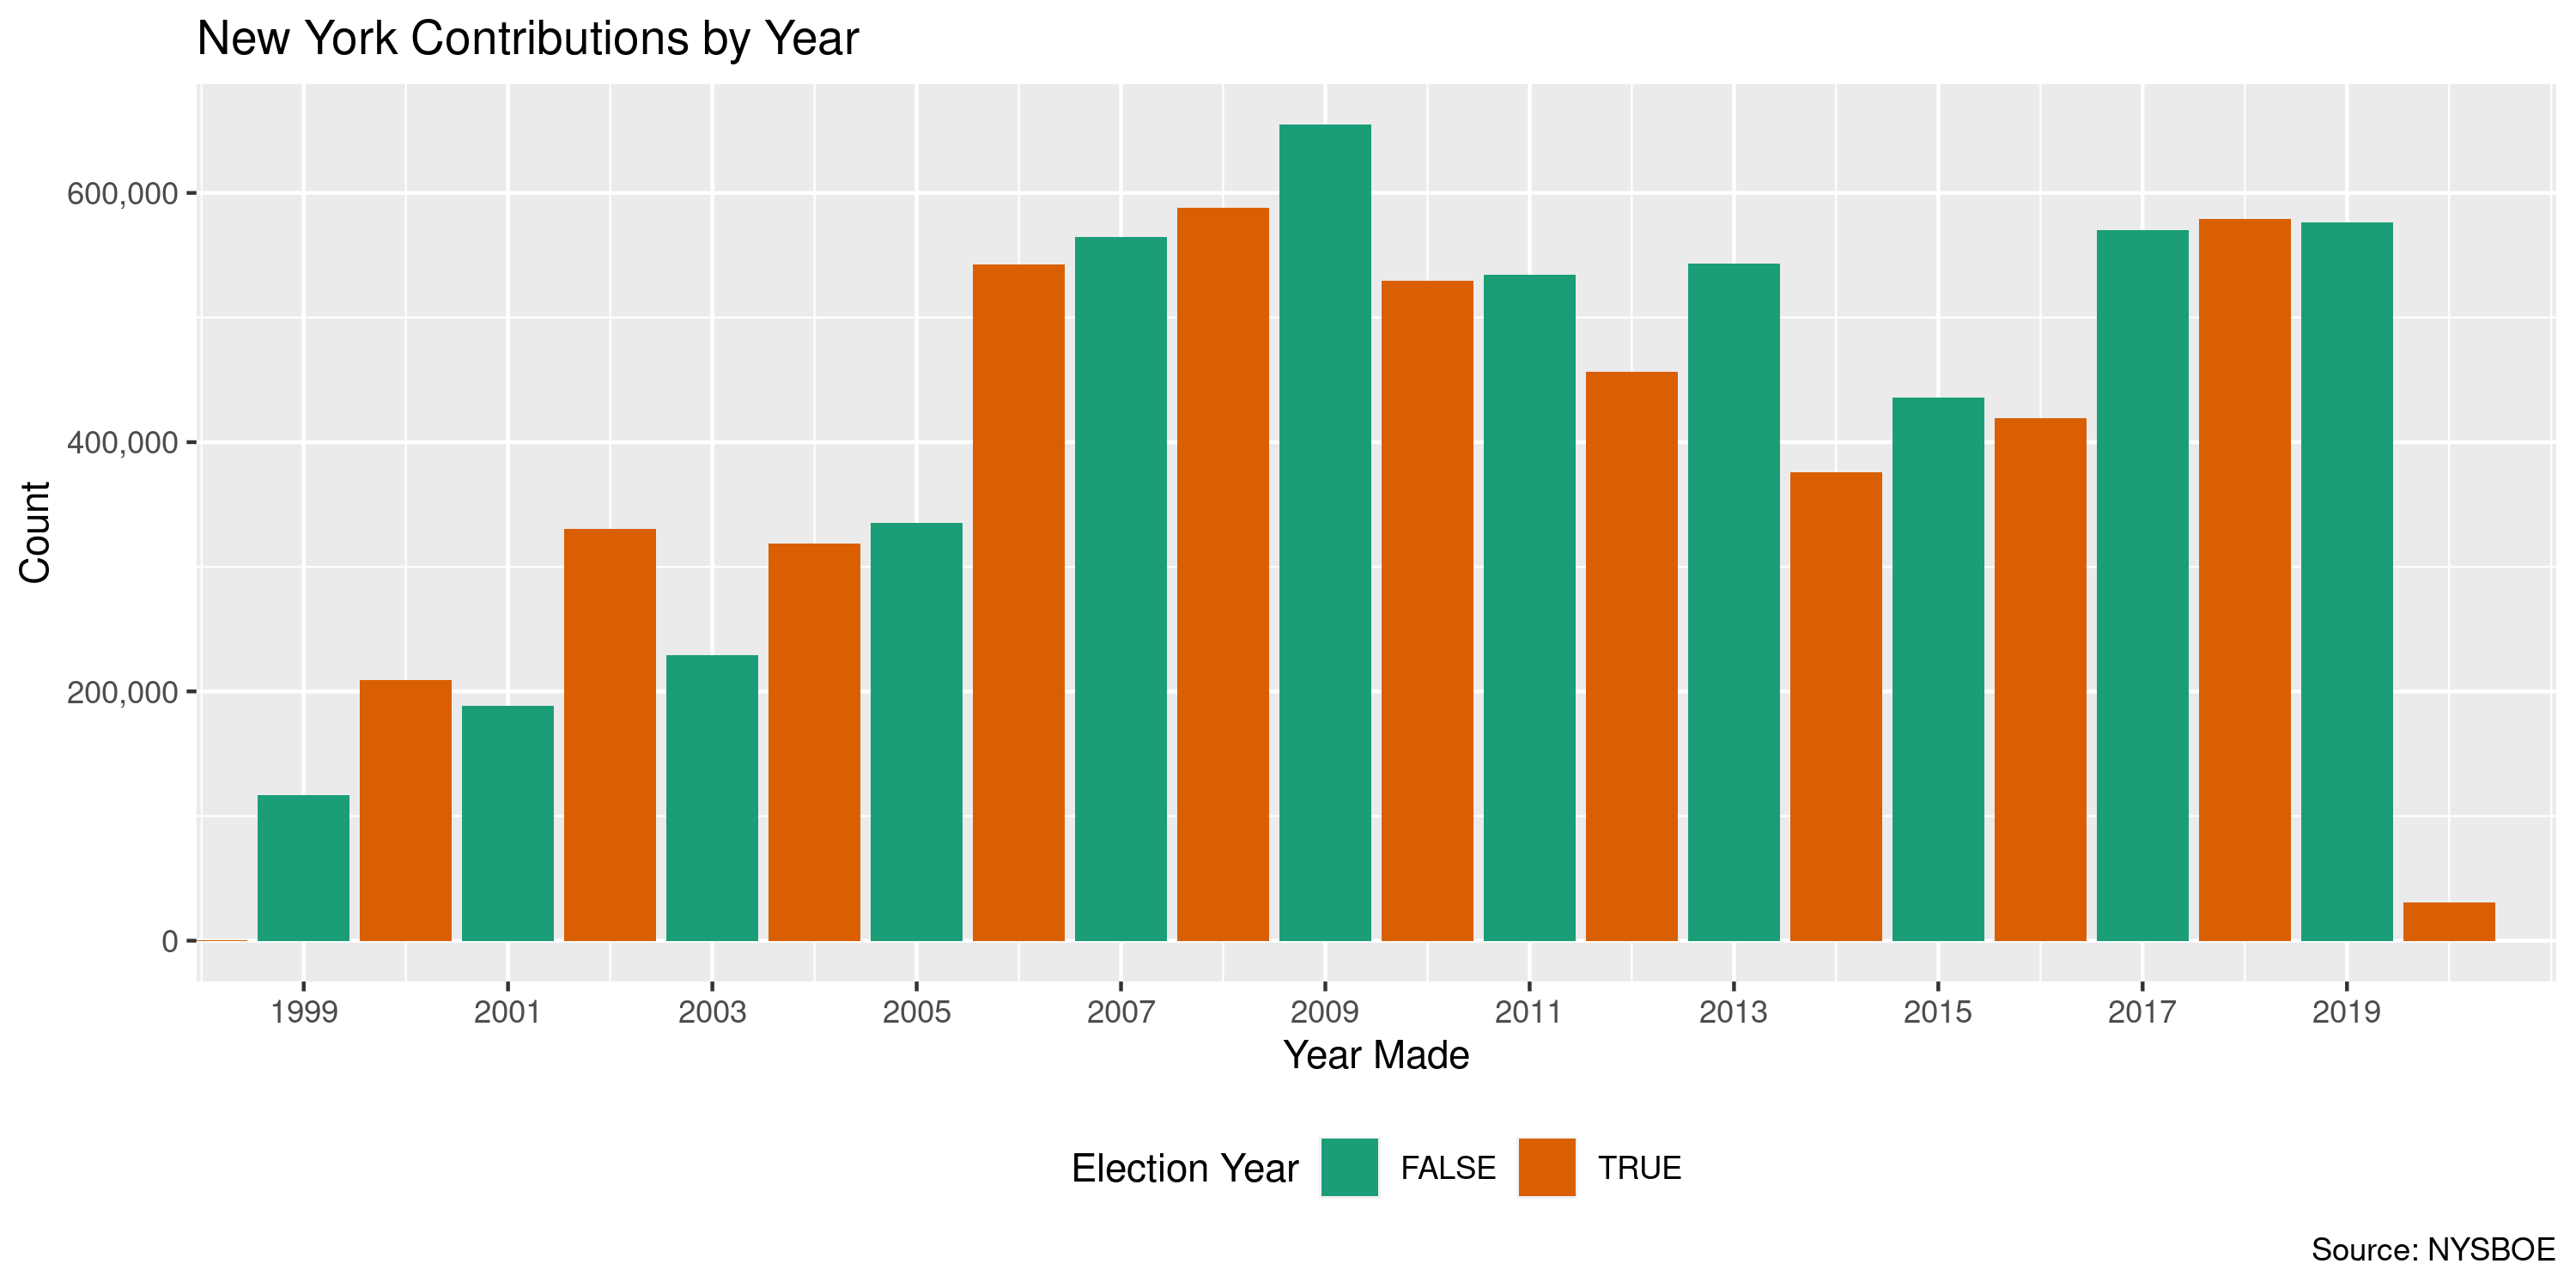 New York Contributions by Year
600,000
400,000
200,000
0
Count
1999 2001 2003 2005 2007 2009 2011 2013 2015 2017 2019
Year Made
Election Year FALSE TRUE
Source: NYSBOE